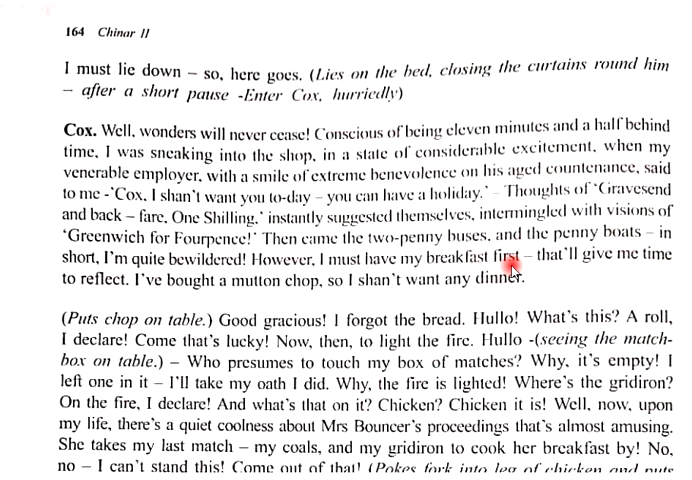 164 Chinar II
I must lie down – so, here goes. (Lies on the bed, closing the curtains round him
– after a short pause -Enter Cox, hurriedly)
Cox. Well, wonders will never cease! Conscious of being eleven minutes and a half behind
time, I was sneaking into the shop, in a state of considerable excitement, when my
venerable employer, with a smile of extreme benevolence on his aged countenance, said
to me -'Cox, I shan't want you to-day – you can have a holiday.' – Thoughts of 'Gravesend
and back – fare, One Shilling,' instantly suggested themselves, intermingled with visions of
'Greenwich for Fourpence!' Then came the two-penny buses, and the penny boats – in
short, I'm quite bewildered! However, I must have my breakfast first – that'll give me time
to reflect. I've bought a mutton chop, so I shan't want any dinner.
(Puts chop on table.) Good gracious! I forgot the bread. Hullo! What's this? A roll,
I declare! Come that's lucky! Now, then, to light the fire. Hullo -(seeing the match-
box on table.) – Who presumes to touch my box of matches? Why, it's empty! I
left one in it – I'll take my oath I did. Why, the fire is lighted! Where's the gridiron?
On the fire, I declare! And what's that on it? Chicken? Chicken it is! Well, now, upon
my life, there's a quiet coolness about Mrs Bouncer's proceedings that's almost amusing.
She takes my last match – my coals, and my gridiron to cook her breakfast by! No,
no – I can't stand this! Come out of that! (Pokes fork into leg of chicken and puts